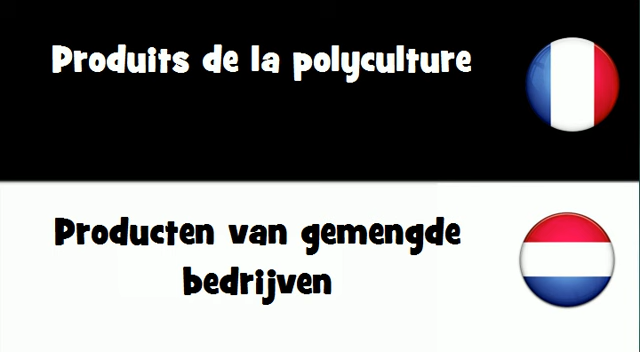 Produits de la polyculture
Producten van gemengde
bedrijven